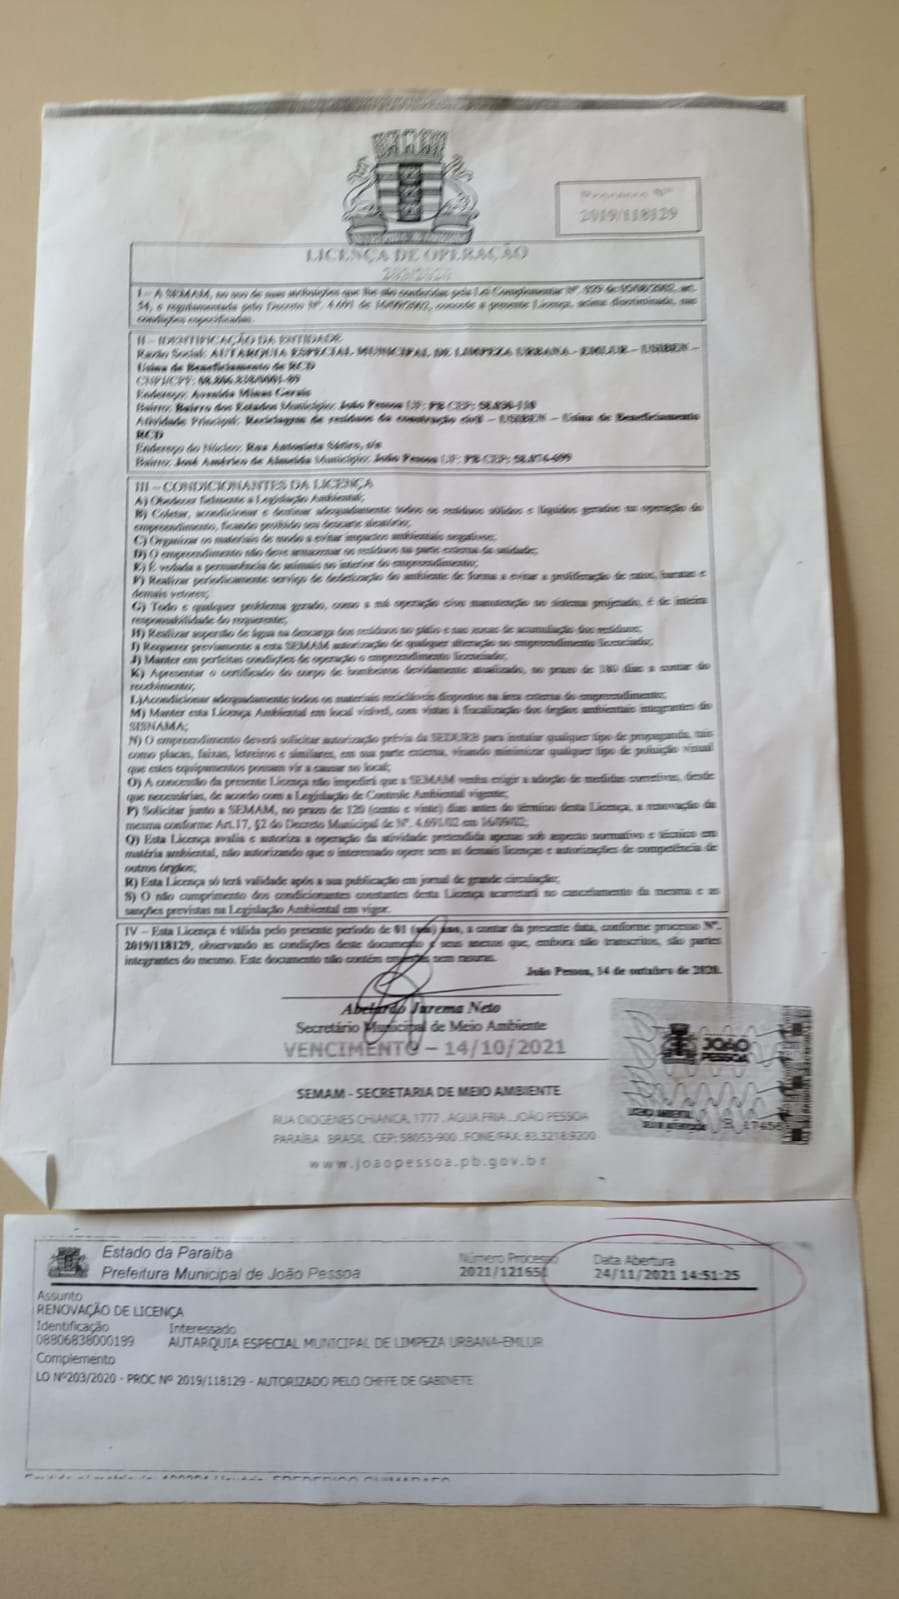 Processo Nº
2019/118129
LICENÇA DE OPERAÇÃO
203/2020
I – A SEMAM, no uso de suas atribuições que lhe são conferidas pela Lei Complementar Nº. de art.
e regulamentada pelo Decreto Nº. 4.691 de 16/09/2002, concede a presente Licença, acima discriminada, nas
condições especificadas.
II – IDENTIFICAÇÃO DA ENTIDADE
Razão Social: AUTARQUIA ESPECIAL MUNICIPAL DE LIMPEZA URBANA - EMLUR – USIBEN –
Usina de Beneficiamento de RCD
CNPJ/CPF:
Endereço: Avenida Minas Gerais
Bairro: Bairro dos Estados Município: João Pessoa UF: PB CEP:
Atividade Principal: Reciclagem de resíduos da construção civil – USIBEN – Usina de Beneficiamento
RCD
Endereço do Núcleo: Rua s/n
Bairro: José Américo de Almeida Município: João Pessoa UF: PB CEP:
III – CONDICIONANTES DA LICENÇA
A) Obedecer fielmente a Legislação Ambiental;
B) Coletar, acondicionar e destinar adequadamente todos os resíduos sólidos e líquidos gerados na operação do
empreendimento, ficando proibido seu descarte aleatório;
C) Organizar os materiais de modo a evitar impactos ambientais negativos;
D) O empreendimento não deve armazenar os resíduos na parte externa da unidade;
E) É vedada a permanência de animais no interior do empreendimento;
F) Realizar periodicamente serviço de dedetização do ambiente de forma a evitar a proliferação de ratos, baratas e
demais vetores;
G) Todo e qualquer problema gerado, como a má operação e/ou manutenção no sistema projetado, é de inteira
responsabilidade do requerente;
H) Realizar aspersão de água na descarga dos resíduos no pátio e nas zonas de acumulação dos resíduos;
I) Requerer previamente a esta SEMAM autorização de qualquer alteração no empreendimento licenciado;
J) Manter em perfeitas condições de operação o empreendimento licenciado;
K) Apresentar o certificado do corpo de bombeiros devidamente atualizado, no prazo de 180 dias a contar do
recebimento;
L)Acondicionar adequadamente todos os materiais recicláveis dispostos na área externa do empreendimento;
M) Manter esta Licença Ambiental em local visível, com vistas à fiscalização dos órgãos ambientais integrantes do
SISNAMA;
N) O empreendimento deverá solicitar autorização prévia da SEDURB para instalar qualquer tipo de propaganda, tais
como placas, faixas, letreiros e similares, em sua parte externa, visando minimizar qualquer tipo de poluição visual
que estes equipamentos possam vir a causar no local;
O) A concessão da presente Licença não impedirá que a SEMAM venha exigir a adoção de medidas corretivas, desde
que necessárias, de acordo com a Legislação de Controle Ambiental vigente;
P) Solicitar junto a SEMAM, no prazo de 120 (cento e vinte) dias antes do término desta Licença, a renovação da
mesma conforme Art.17, §2 do Decreto Municipal de Nº. 4.691/02 em 16/09/02;
Q) Esta Licença avalia e autoriza a operação da atividade pretendida apenas sob aspecto normativo e técnico em
matéria ambiental, não autorizando que o interessado opere sem as demais licenças e autorizações de competência de
outros órgãos;
R) Esta Licença só terá validade após a sua publicação em jornal de grande circulação;
S) O não cumprimento dos condicionantes constantes desta Licença acarretará no cancelamento da mesma e as
sanções previstas na Legislação Ambiental em vigor.
IV – Esta Licença é válida pelo presente período de 01 (um) ano, a contar da presente data, conforme processo Nº.
2019/118129, observando as condições deste documento e seus anexos que, embora não transcritos, são partes
integrantes do mesmo. Este documento não contém emendas nem rasuras.
João Pessoa, 14 de outubro de 2020.
Abelardo Jurema Neto
Secretário Municipal de Meio Ambiente
VENCIMENTO – 14/10/2021
JOÃO
PESSOA
LICENÇA AMBIENTAL
SELO DE AUTENTICIDADE
SEMAM - SECRETARIA DE MEIO AMBIENTE
RUA DIOGENES CHIANCA, 1777 . AGUA FRIA . JOÃO PESSOA
PARAÍBA . BRASIL . CEP: 58053-900 . FONE/FAX: 83.3218.9200
www.joaopessoa.pb.gov.br
Estado da Paraíba
Prefeitura Municipal de João Pessoa
Número Processo
2021/121651
Data Abertura
24/11/2021 14:51:25
Assunto
RENOVAÇÃO DE LICENÇA
Identificação Interessado
08806838000199 AUTARQUIA ESPECIAL MUNICIPAL DE LIMPEZA URBANA-EMLUR
Complemento
LO Nº203/2020 - PROC Nº 2019/118129 - AUTORIZADO PELO CHEFE DE GABINETE